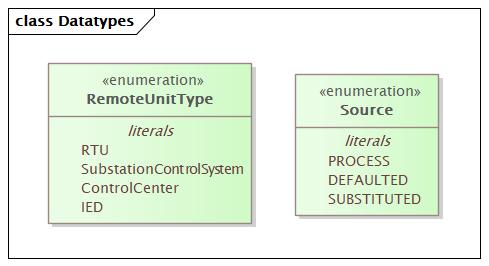 class Datatypes
«enumeration»
RemoteUnitType
literals
RTU
SubstationControlSystem
ControlCenter
IED
«enumeration»
Source
literals
PROCESS
DEFAULTED
SUBSTITUTED